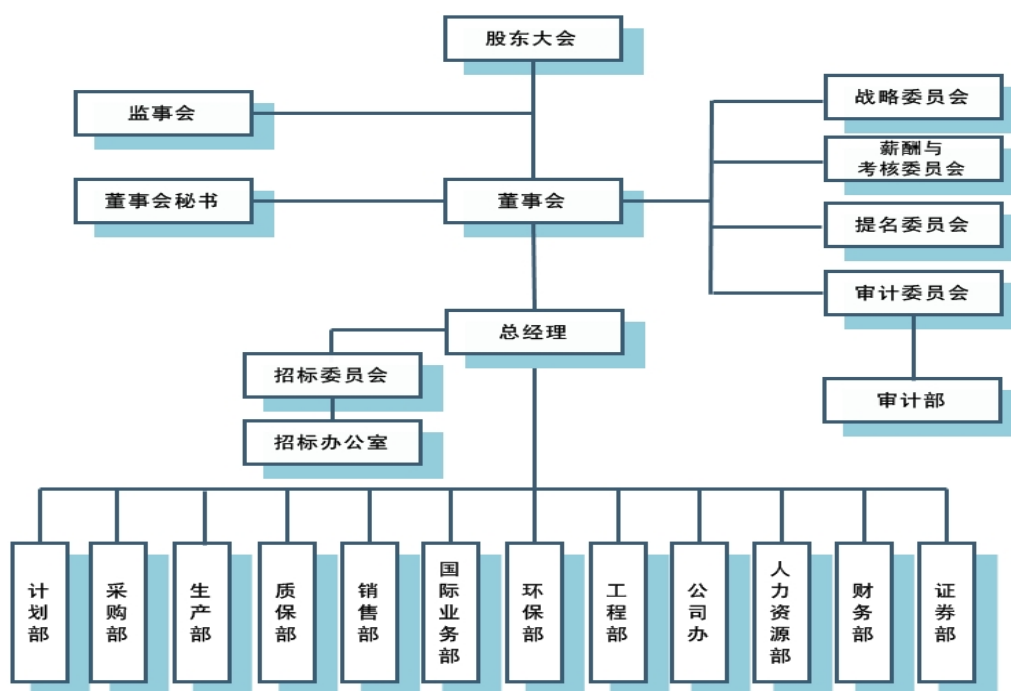 股东大会
监事会
战略委员会
薪酬与
考核委员会
董事会秘书
董事会
提名委员会
审计委员会
总经理
招标委员会
审计部
招标办公室
计划部
采购部
生产部
质保部
销售部
国际业务部
环保部
工程部
公司办
人力资源部
财务部
证券部